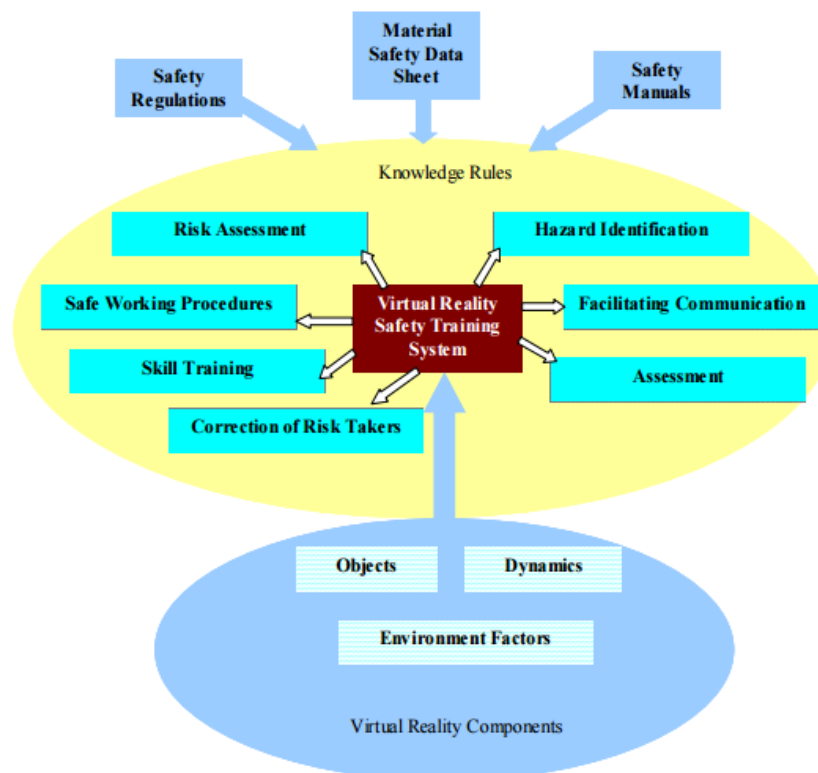 Material
Safety Data
Sheet
Safety
Regulations
Safety
Manuals
Knowledge Rules
Risk Assessment
Hazard Identification
Safe Working Procedures
Virtual Reality
Safety Training
System
Facilitating Communication
Skill Training
Assessment
Correction of Risk Takers
Objects
Dynamics
Environment Factors
Virtual Reality Components